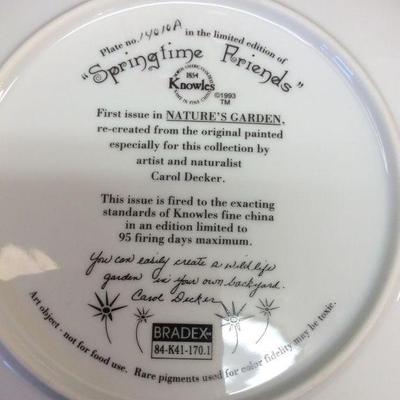 Plate no. 14010A in the limited edition of
"Springtime Friends"
1854
Knowles
©1993
TM
First issue in NATURE'S GARDEN,
re-created from the original painted
especially for this collection by
artist and naturalist
Carol Decker.
This issue is fired to the exacting
standards of Knowles fine china
in an edition limited to
95 firing days maximum.
You can easily create a wild life
garden in your own backyard.
Carol Decker
BRADEX
84-K41-170.1
Art object - not for food use. Rare pigments used for color fidelity may be toxic.